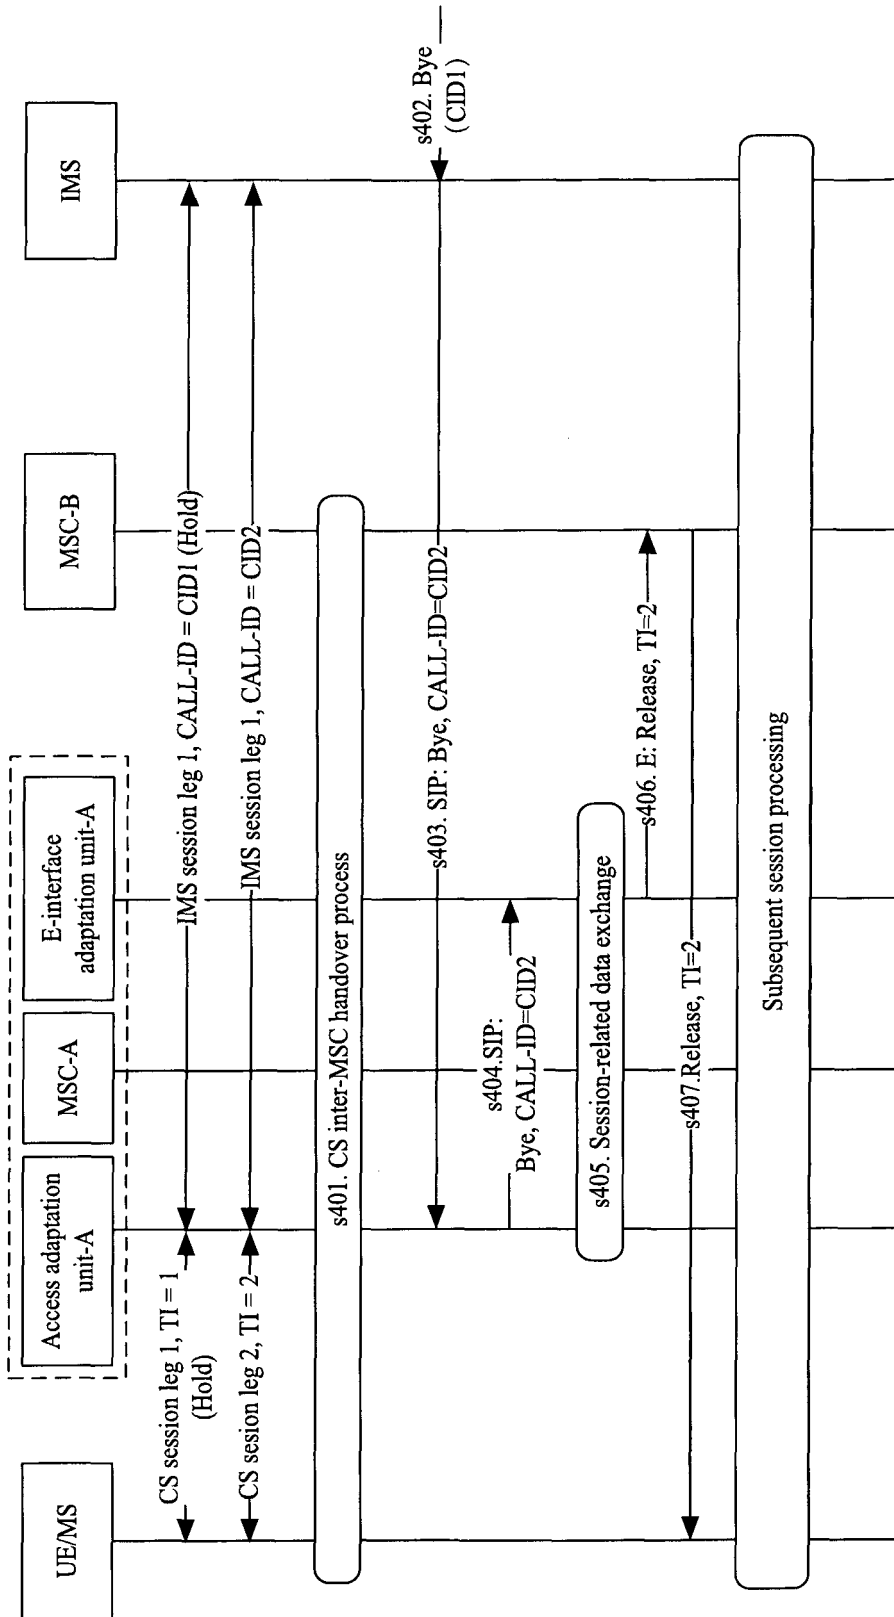 UE/MS
Access adaptation
unit-A
MSC-A
E-interface
adaptation unit-A
MSC-B
IMS
CS session leg 1, TI = 1
(Hold)
IMS session leg 1, CALL-ID = CID1 (Hold)
CS sesion leg 2, TI = 2
IMS session leg 1, CALL-ID = CID2
s401. CS inter-MSC handover process
s402. Bye
(CID1)
s403. SIP: Bye, CALL-ID=CID2
s404.SIP:
Bye, CALL-ID=CID2
s405. Session-related data exchange
s406. E: Release, TI=2
s407.Release, TI=2
Subsequent session processing